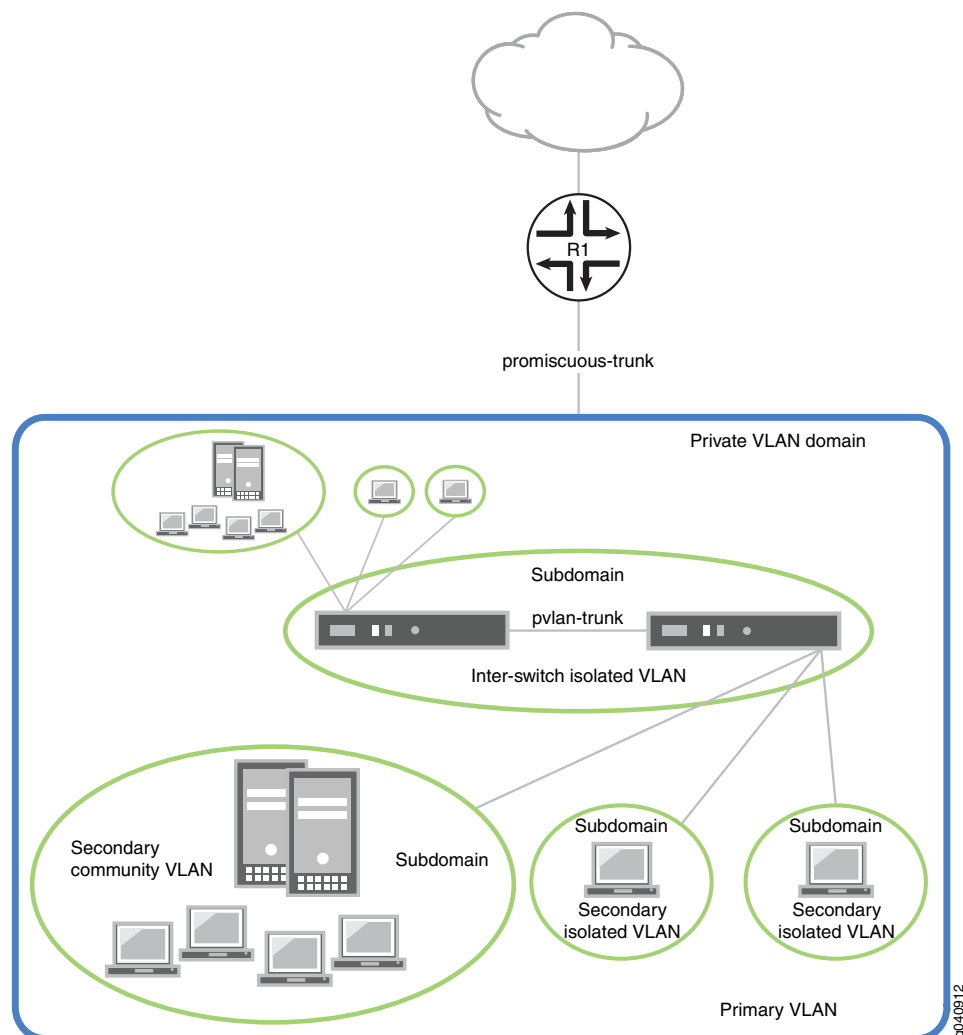 R1
promiscuous-trunk
Private VLAN domain
Subdomain
pvlan-trunk
Inter-switch isolated VLAN
Secondary
community VLAN
Subdomain
Subdomain
Secondary
isolated VLAN
Subdomain
Secondary
isolated VLAN
Primary VLAN
g040912